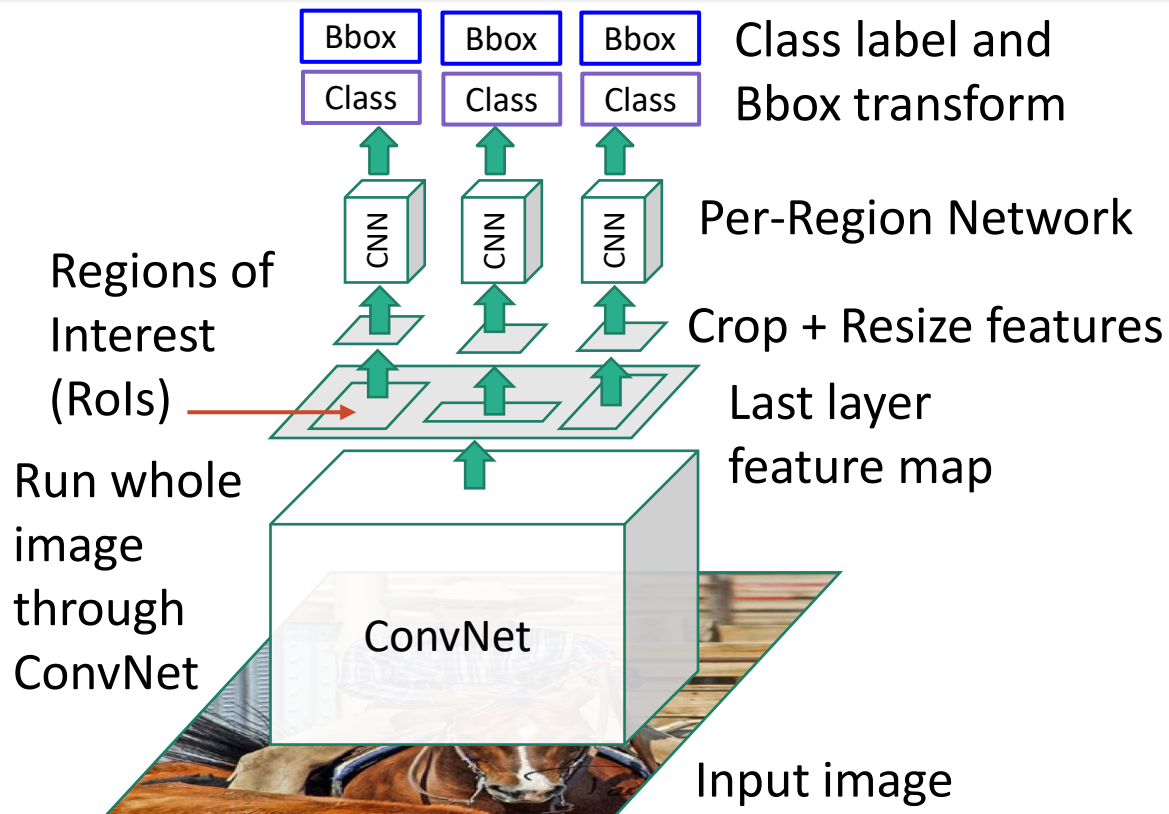 Bbox
Bbox
Bbox
Class label and
Bbox transform
Class
Class
Class
CNN
CNN
CNN
Per-Region Network
Regions of
Interest
(RoIs)
Crop + Resize features
Last layer
feature map
Run whole
image
through
ConvNet
ConvNet
Input image